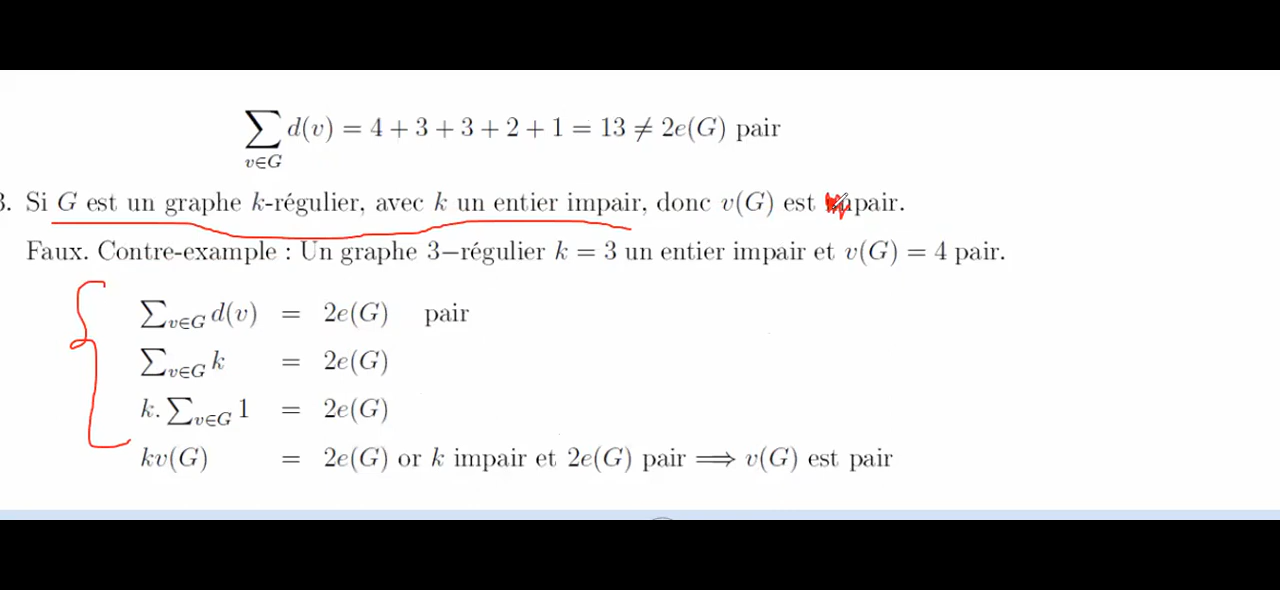 ∑_{v∈G} d(v) = 4 + 3 + 3 + 2 + 1 = 13 ≠ 2e(G) pair
3. Si G est un graphe k-régulier, avec k un entier impair, donc v(G) est pair.
Faux. Contre-example : Un graphe 3−régulier k = 3 un entier impair et v(G) = 4 pair.
∑_{v∈G} d(v) = 2e(G) pair
∑_{v∈G} k = 2e(G)
k. ∑_{v∈G} 1 = 2e(G)
kv(G) = 2e(G) or k impair et 2e(G) pair ⟹ v(G) est pair